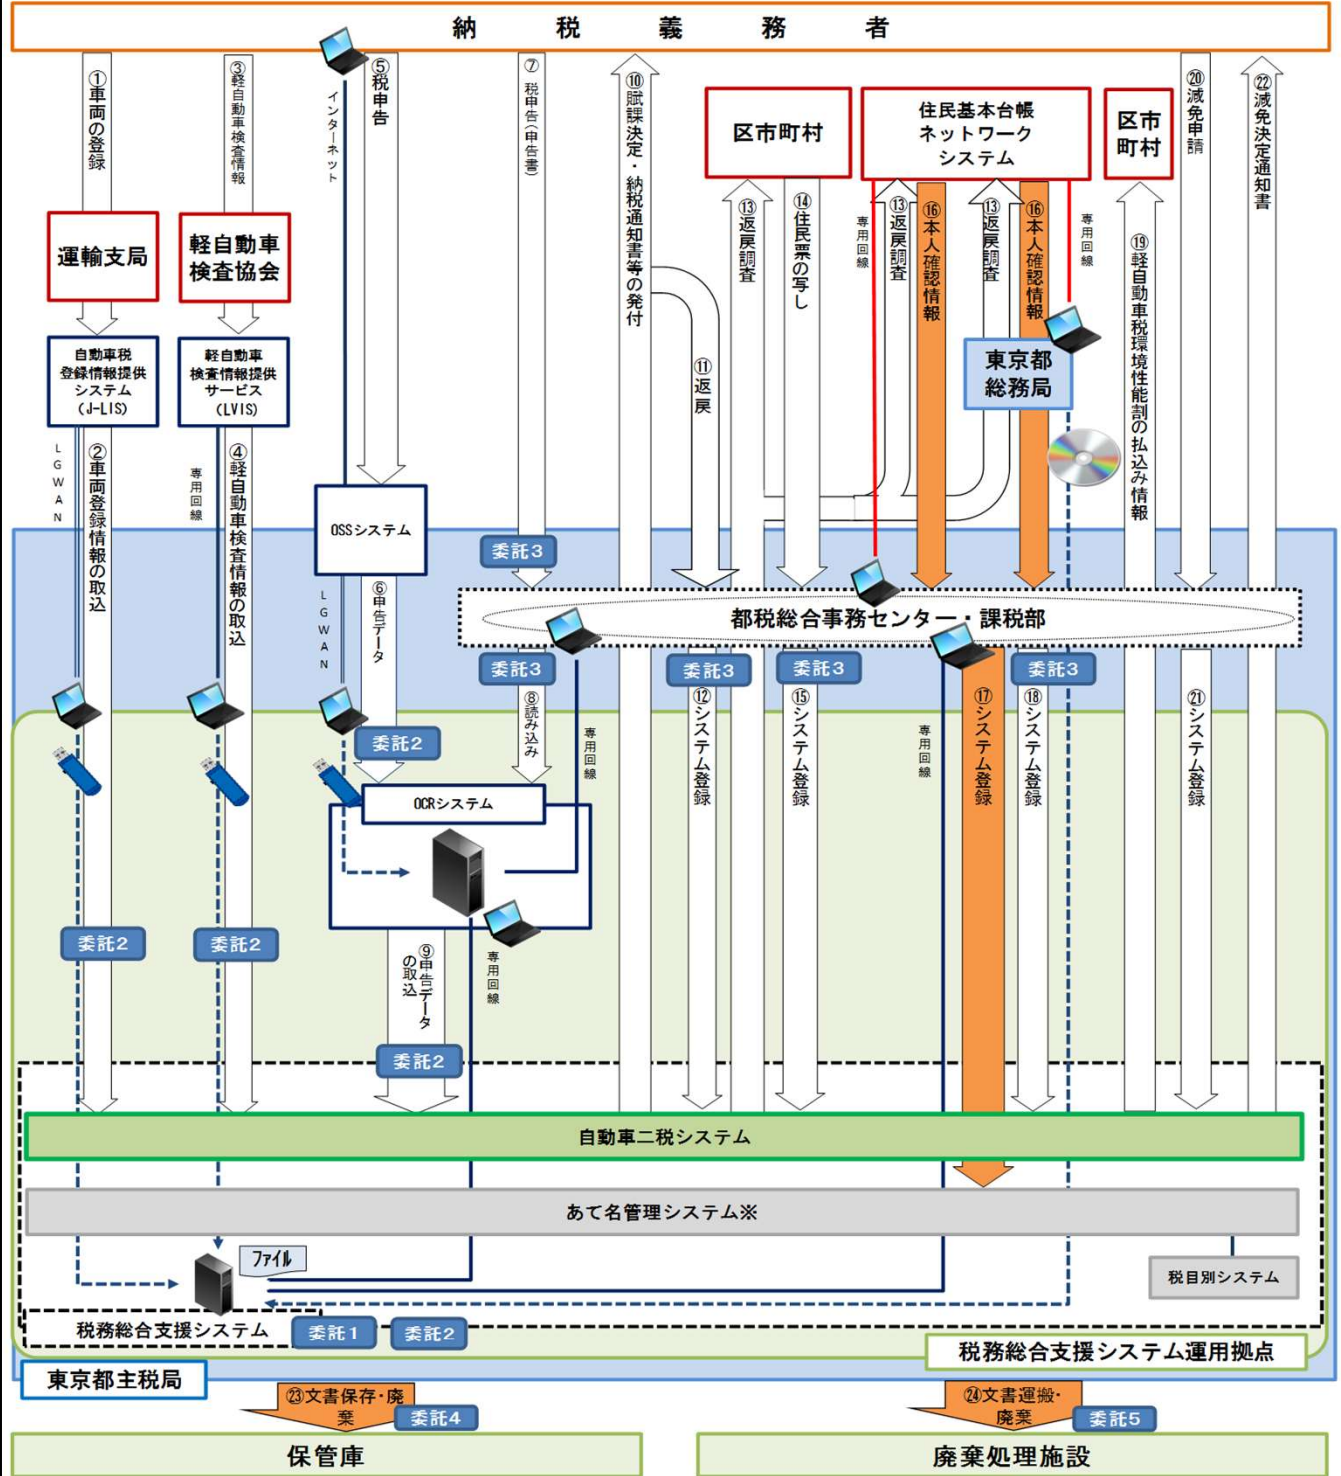 納税義務者
①車両の登録
③軽自動車検査情報
インターネット
⑤税申告
⑦税申告(申告書)
⑩賦課決定・納税通知書等の発付
区市町村
住民基本台帳
ネットワーク
システム
区市
町村
⑳減免申請
㉒減免決定通知書
運輸支局
軽自動車
検査協会
⑬返戻調査
⑭住民票の写し
専用回線
⑬返戻調査
⑯本人確認情報
⑬返戻調査
⑯本人確認情報
専用回線
⑲軽自動車税環境性能割の払込み情報
自動車税
登録情報提供
システム
(J-LIS)
軽自動車
検査情報提供
サービス
(LVIS)
⑪返戻
東京都
総務局
LGWAN
②車両登録情報の取込
専用回線
④軽自動車検査情報の取込
OSSシステム
委託3
LGWAN
⑥申告データ
都税総合事務センター・課税部
委託3
委託3
委託3
委託3
委託2
⑧読み込み
専用回線
⑫システム登録
⑮システム登録
専用回線
⑰システム登録
⑱システム登録
㉑システム登録
OCRシステム
委託2
委託2
⑨申告データ
の取込
専用回線
委託2
自動車二税システム
あて名管理システム※
ファイル
税目別システム
税務総合支援システム
委託1
委託2
税務総合支援システム運用拠点
東京都主税局
㉓文書保存・廃
棄
委託4
㉔文書運搬・
廃棄
委託5
保管庫
廃棄処理施設